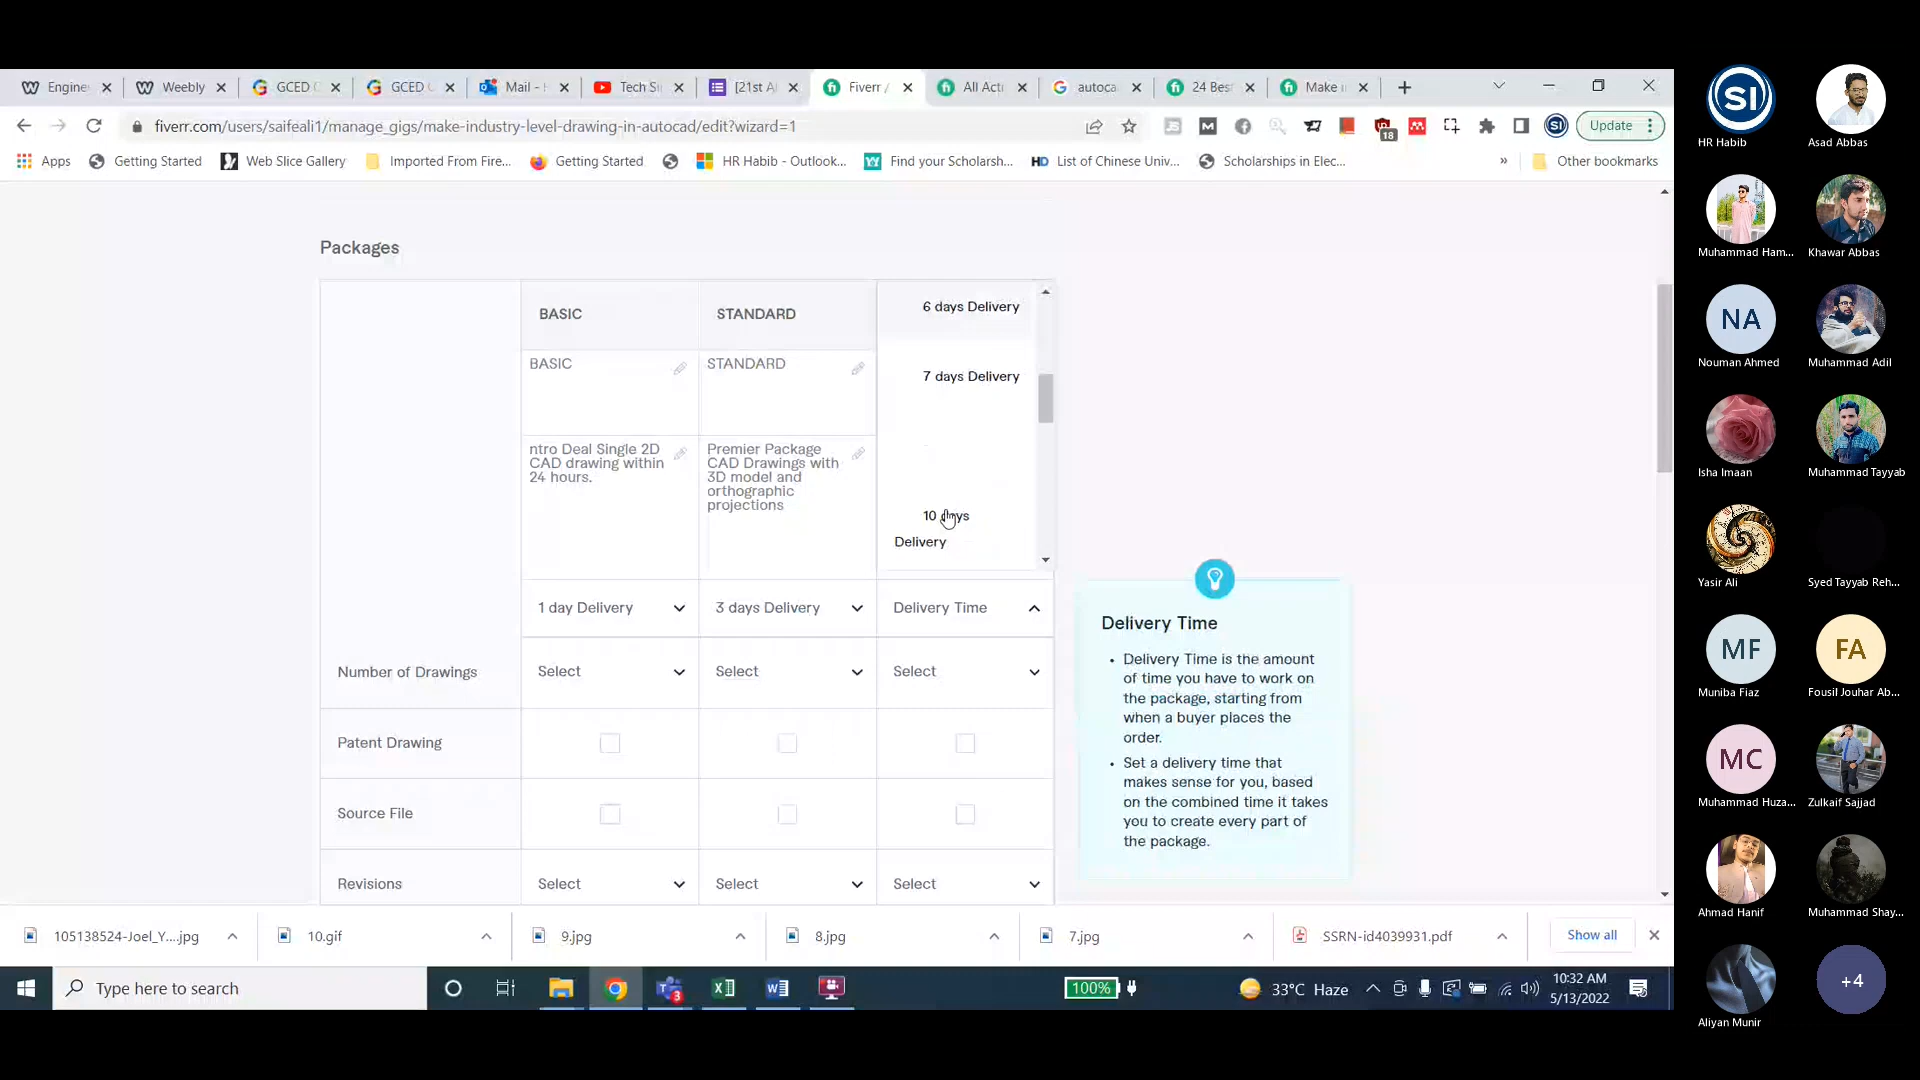 Engine
Weekly
GCED
GCED
Mail -
Tech Si
[21st A
Fiverr /
All Acti
autoca
24 Bes
Make i
fiverr.com/users/saifeali1/manage_gigs/make-industry-level-drawing-in-autocad/edit?wizard=1
18
SI
Update
Apps
Getting Started
Web Slice Gallery
Imported From Fire...
Getting Started
HR Habib - Outlook...
Find your Scholarsh...
HD List of Chinese Univ...
Scholarships in Elec...
»
Other bookmarks
Packages
BASIC
STANDARD
6 days Delivery
7 days Delivery
10 days
Delivery
BASIC
STANDARD
ntro Deal Single 2D
CAD drawing within
24 hours.
Premier Package
CAD Drawings with
3D model and
orthographic
projections
1 day Delivery
3 days Delivery
Delivery Time
Number of Drawings
Select
Select
Select
Patent Drawing
Source File
Revisions
Select
Select
Select
Delivery Time
• Delivery Time is the amount
of time you have to work on
the package, starting from
when a buyer places the
order.
• Set a delivery time that
makes sense for you, based
on the combined time it takes
you to create every part of
the package.
105138524-Joel_Y....jpg
10.gif
9.jpg
8.jpg
7.jpg
SSRN-id4039931.pdf
Show all
Type here to search
3
100%
33°C Haze
10:32 AM
5/13/2022
SI
HR Habib
Asad Abbas
Muhammad Ham...
Khawar Abbas
NA
Nouman Ahmed
Muhammad Adil
Isha Imaan
Muhammad Tayyab
Yasir Ali
Syed Tayyab Reh...
MF
Muniba Fiaz
FA
Fousil Jouhar Ab...
MC
Muhammad Huza...
Zulkaif Sajjad
Ahmad Hanif
Muhammad Shay...
Aliyan Munir
+4